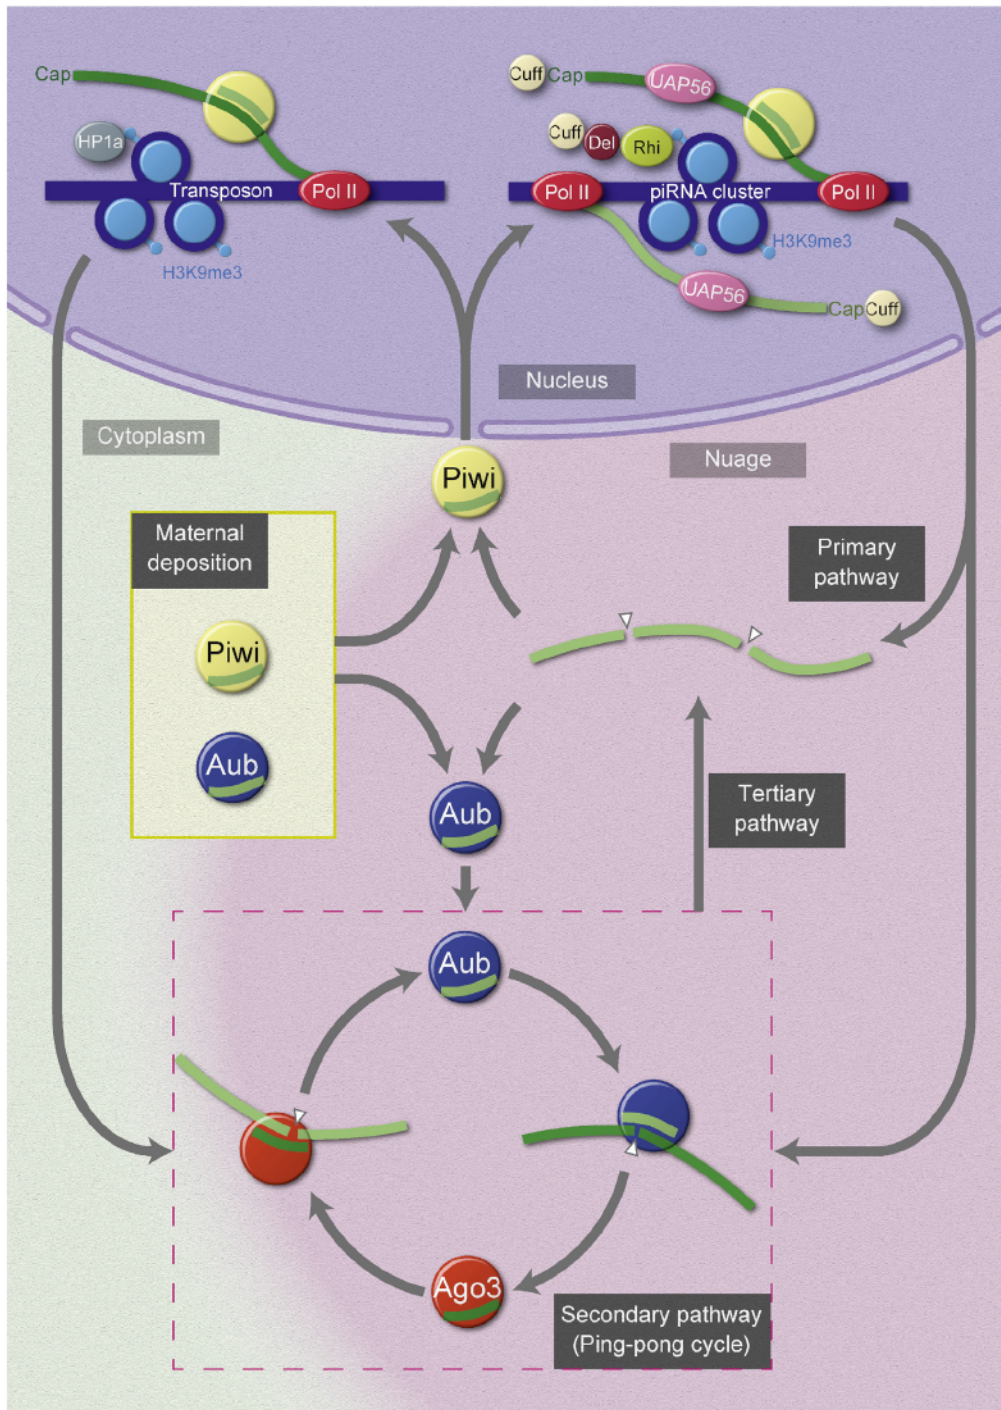 Cap
HP1a
Transposon
Pol II
H3K9me3
Cuff
Cap
UAP56
Cuff
Del
Rhi
Pol II
piRNA cluster
Pol II
H3K9me3
UAP56
Cap
Cuff
Nucleus
Cytoplasm
Nuage
Piwi
Maternal
deposition
Piwi
Aub
Primary
pathway
Aub
Tertiary
pathway
Aub
Ago3
Secondary pathway
(Ping-pong cycle)